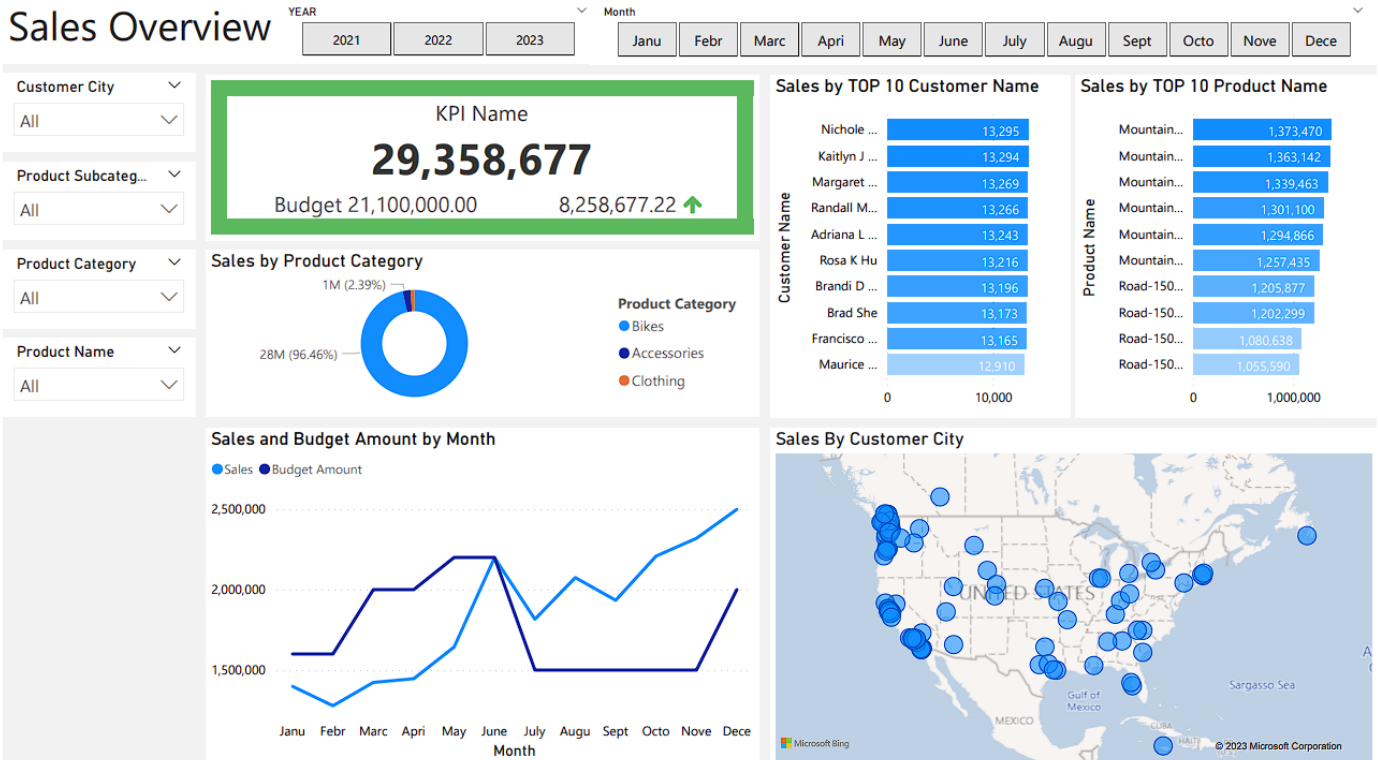 Sales Overview
YEAR
2021 2022 2023
Month
Janu Febr Marc Apri May June July Augu Sept Octo Nove Dece
Customer City
All
Product Subcateg...
All
Product Category
All
Product Name
All
KPI Name
29,358,677
Budget 21,100,000.00 8,258,677.22
Sales by Product Category
1M (2.39%)
28M (96.46%)
Product Category
Bikes
Accessories
Clothing
Sales by TOP 10 Customer Name
Customer Name
Nichole ... 13,295
Kaitlyn J ... 13,294
Margaret ... 13,269
Randall M... 13,266
Adriana L ... 13,243
Rosa K Hu 13,216
Brandi D ... 13,196
Brad She 13,173
Francisco ... 13,165
Maurice ... 12,910
0 10,000
Sales by TOP 10 Product Name
Product Name
Mountain... 1,373,470
Mountain... 1,363,142
Mountain... 1,339,463
Mountain... 1,301,100
Mountain... 1,294,866
Mountain... 1,257,435
Road-150... 1,205,877
Road-150... 1,202,299
Road-150... 1,080,638
Road-150... 1,055,590
0 1,000,000
Sales and Budget Amount by Month
Sales Budget Amount
2,500,000
2,000,000
1,500,000
Janu Febr Marc Apri May June July Augu Sept Octo Nove Dece
Month
Sales By Customer City
UNITED STATES
Gulf of
Mexico
Sargasso Sea
MEXICO
CUBA
HAITI
Microsoft Bing
© 2023 Microsoft Corporation